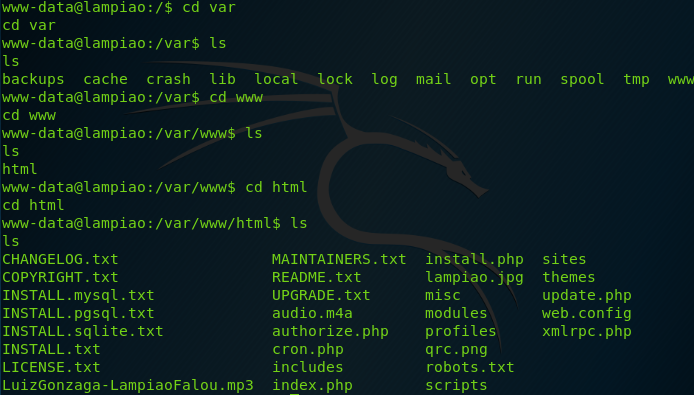 www-data@lampiao:/$ cd var
cd var
www-data@lampiao:/var$ ls
ls
backups  cache  crash  lib  local  lock  log  mail  opt  run  spool  tmp  www
www-data@lampiao:/var$ cd www
cd www
www-data@lampiao:/var/www$ ls
ls
html
www-data@lampiao:/var/www$ cd html
cd html
www-data@lampiao:/var/www/html$ ls
ls
CHANGELOG.txt                 MAINTAINERS.txt  install.php  sites
COPYRIGHT.txt                 README.txt       lampiao.jpg  themes
INSTALL.mysql.txt             UPGRADE.txt      misc         update.php
INSTALL.pgsql.txt             audio.m4a        modules      web.config
INSTALL.sqlite.txt            authorize.php    profiles     xmlrpc.php
INSTALL.txt                   cron.php         qrc.png
LICENSE.txt                   includes         robots.txt
LuizGonzaga-LampiaoFalou.mp3  index.php        scripts